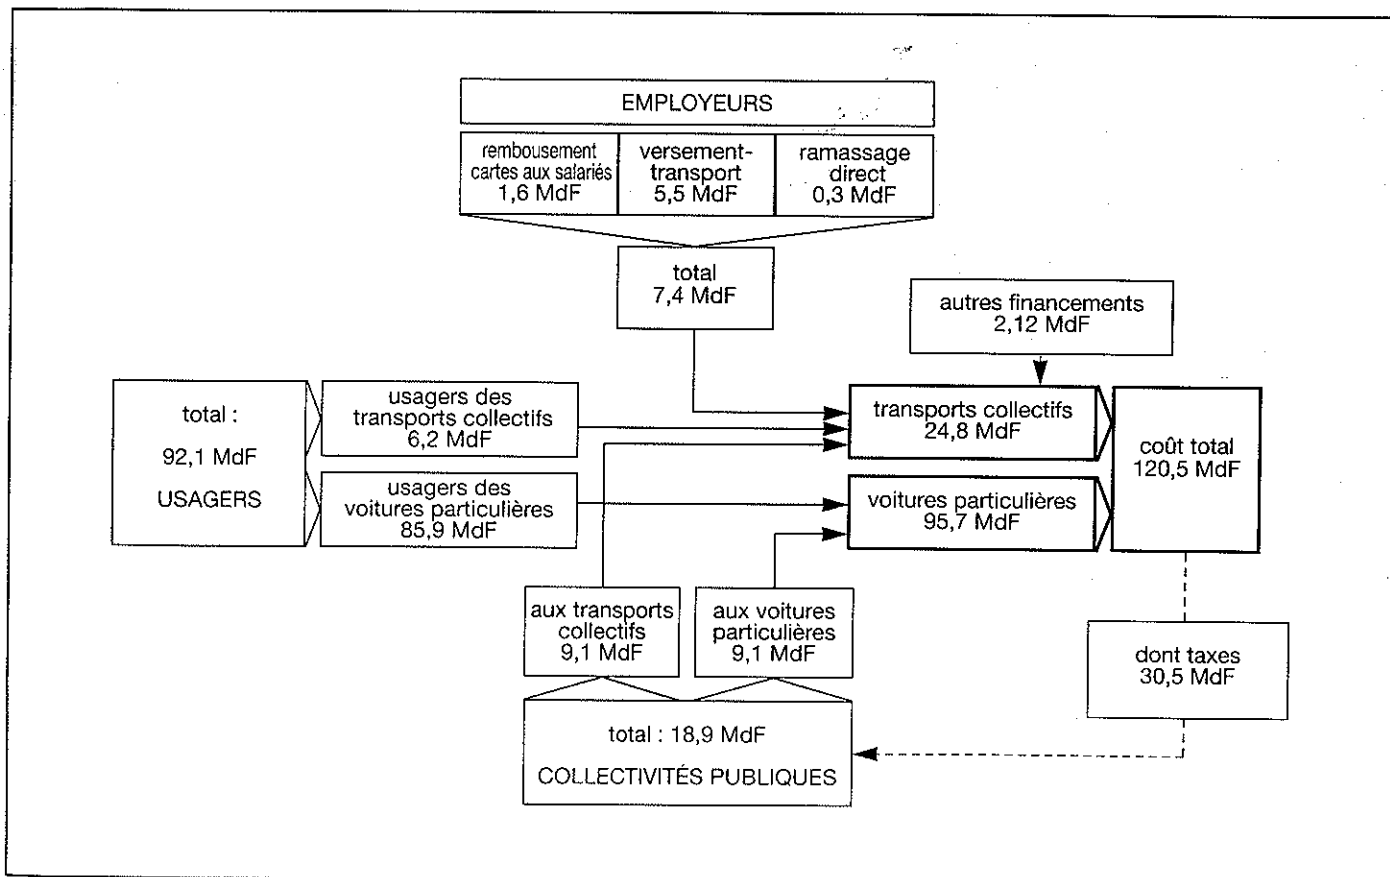 EMPLOYEURS
rembousement
cartes aux salariés
1,6 MdF
versement-
transport
5,5 MdF
ramassage
direct
0,3 MdF
total
7,4 MdF
autres financements
2,12 MdF
total :
92,1 MdF
USAGERS
usagers des
transports collectifs
6,2 MdF
transports collectifs
24,8 MdF
coût total
120,5 MdF
usagers des
voitures particulières
85,9 MdF
voitures particulières
95,7 MdF
aux transports
collectifs
9,1 MdF
aux voitures
particulières
9,1 MdF
dont taxes
30,5 MdF
total : 18,9 MdF
COLLECTIVITÉS PUBLIQUES